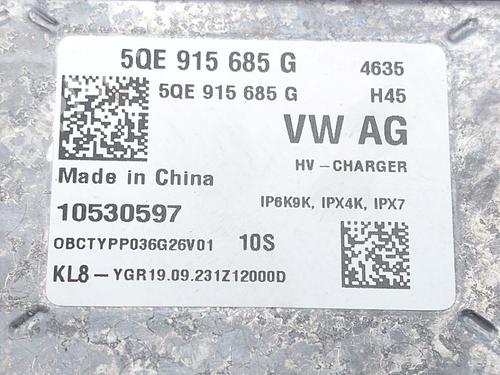 5QE 915 685 G 4635
5QE 915 685 G H45
VW AG
HV-CHARGER
Made in China
10530597 IP6K9K, IPX4K, IPX7
OBCTYPP036G26V01 10S
KL8-YGR19.09.231Z12000D